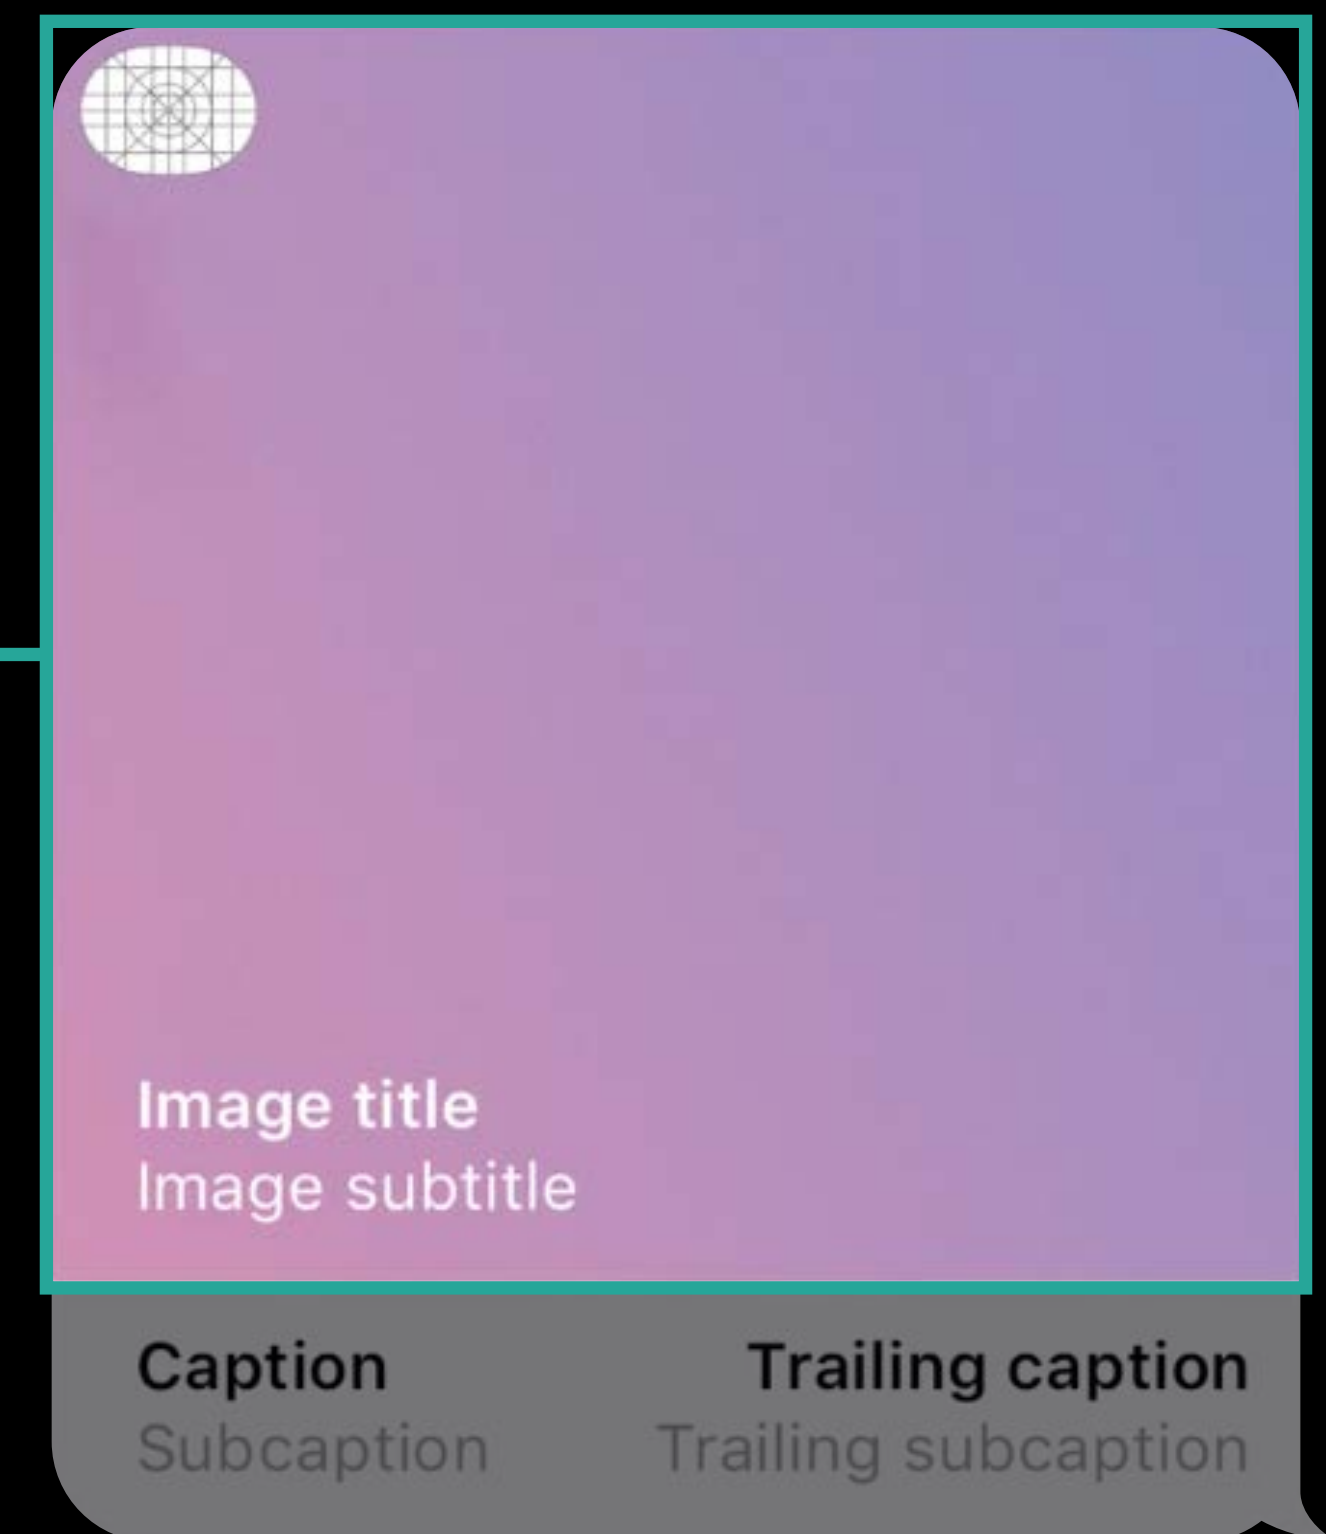 Image title
Image subtitle
Caption
Trailing caption
Subcaption
Trailing subcaption